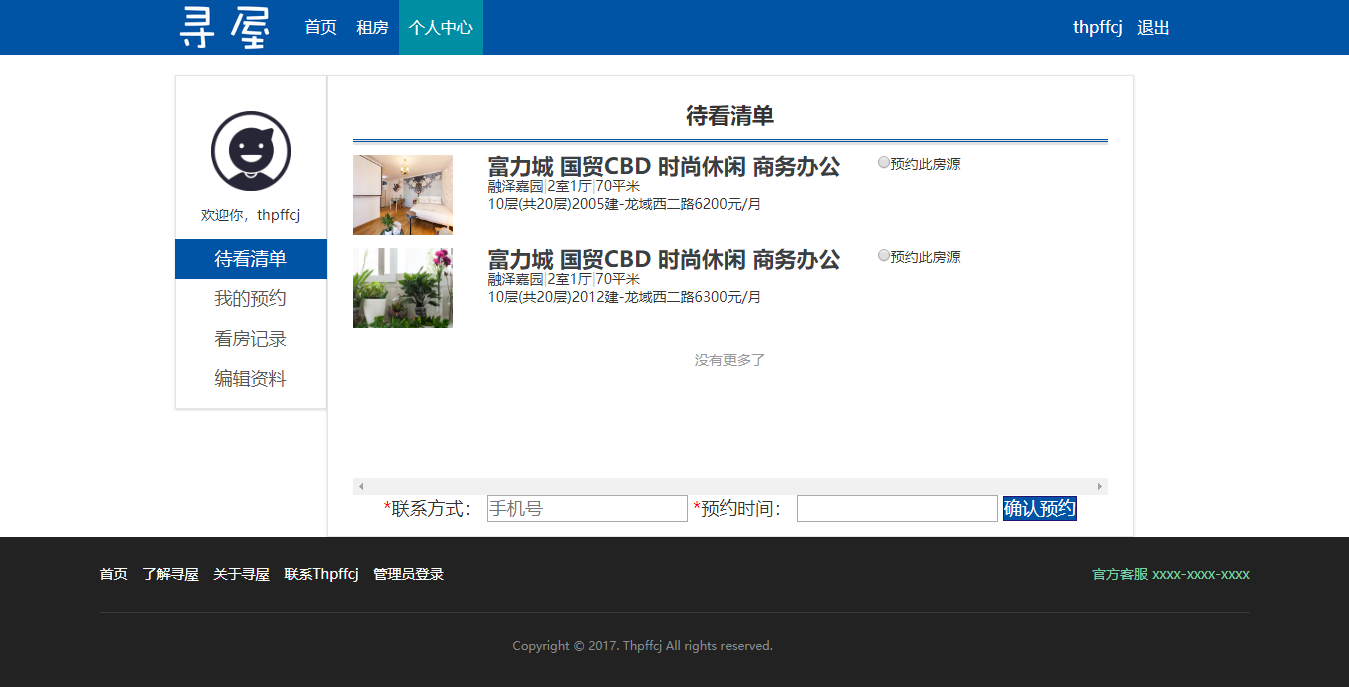 寻 屋 首页 租房 个人中心 thpffcj 退出
欢迎你，thpffcj
待看清单
我的预约
看房记录
编辑资料
待看清单
富力城 国贸CBD 时尚休闲 商务办公
预约此房源
融泽嘉园|2室1厅|70平米
10层(共20层)2005建-龙域西二路6200元/月
富力城 国贸CBD 时尚休闲 商务办公
预约此房源
融泽嘉园|2室1厅|70平米
10层(共20层)2012建-龙域西二路6300元/月
没有更多了
*联系方式： 手机号 *预约时间： 确认预约
首页 了解寻屋 关于寻屋 联系Thpffcj 管理员登录 官方客服 xxxx-xxxx-xxxx
Copyright © 2017. Thpffcj All rights reserved.